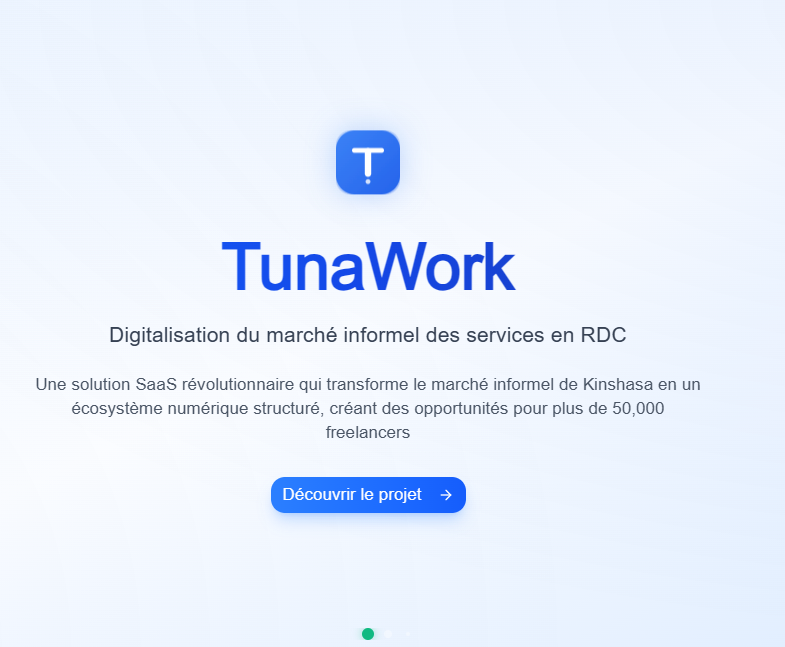 T
TunaWork
Digitalisation du marché informel des services en RDC
Une solution SaaS révolutionnaire qui transforme le marché informel de Kinshasa en un
écosystème numérique structuré, créant des opportunités pour plus de 50,000
freelancers
Découvrir le projet →